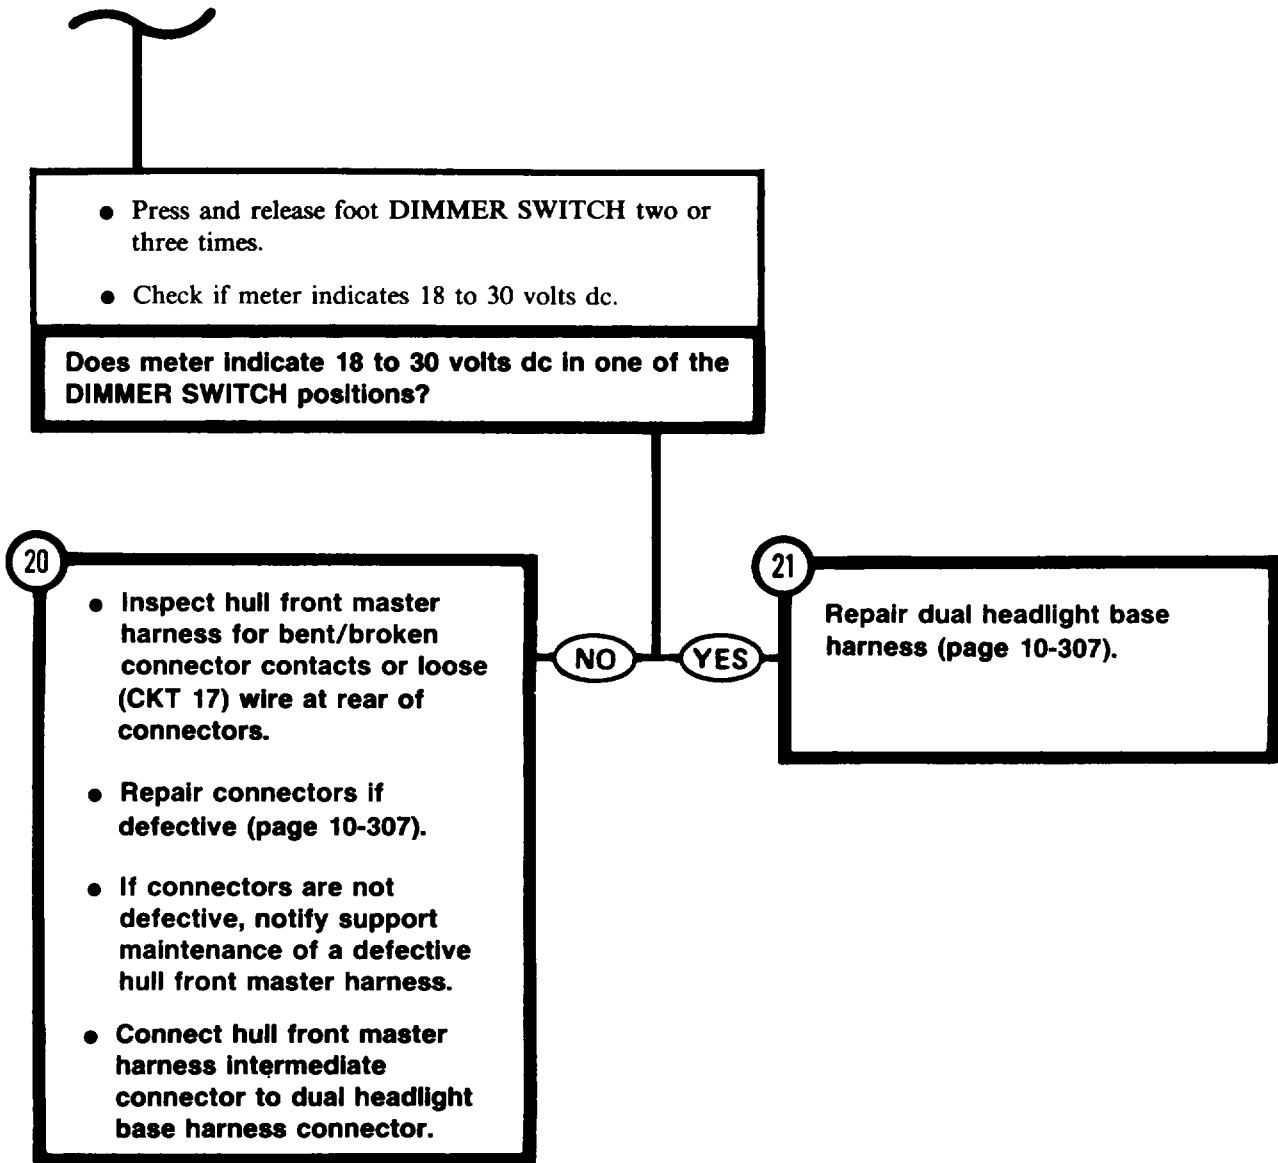 ● Press and release foot DIMMER SWITCH two or
three times.
● Check if meter indicates 18 to 30 volts dc.
Does meter indicate 18 to 30 volts dc in one of the
DIMMER SWITCH positions?
20
● Inspect hull front master
harness for bent/broken
connector contacts or loose
(CKT 17) wire at rear of
connectors.
● Repair connectors if
defective (page 10-307).
● If connectors are not
defective, notify support
maintenance of a defective
hull front master harness.
● Connect hull front master
harness intermediate
connector to dual headlight
base harness connector.
NO
YES
21
Repair dual headlight base
harness (page 10-307).